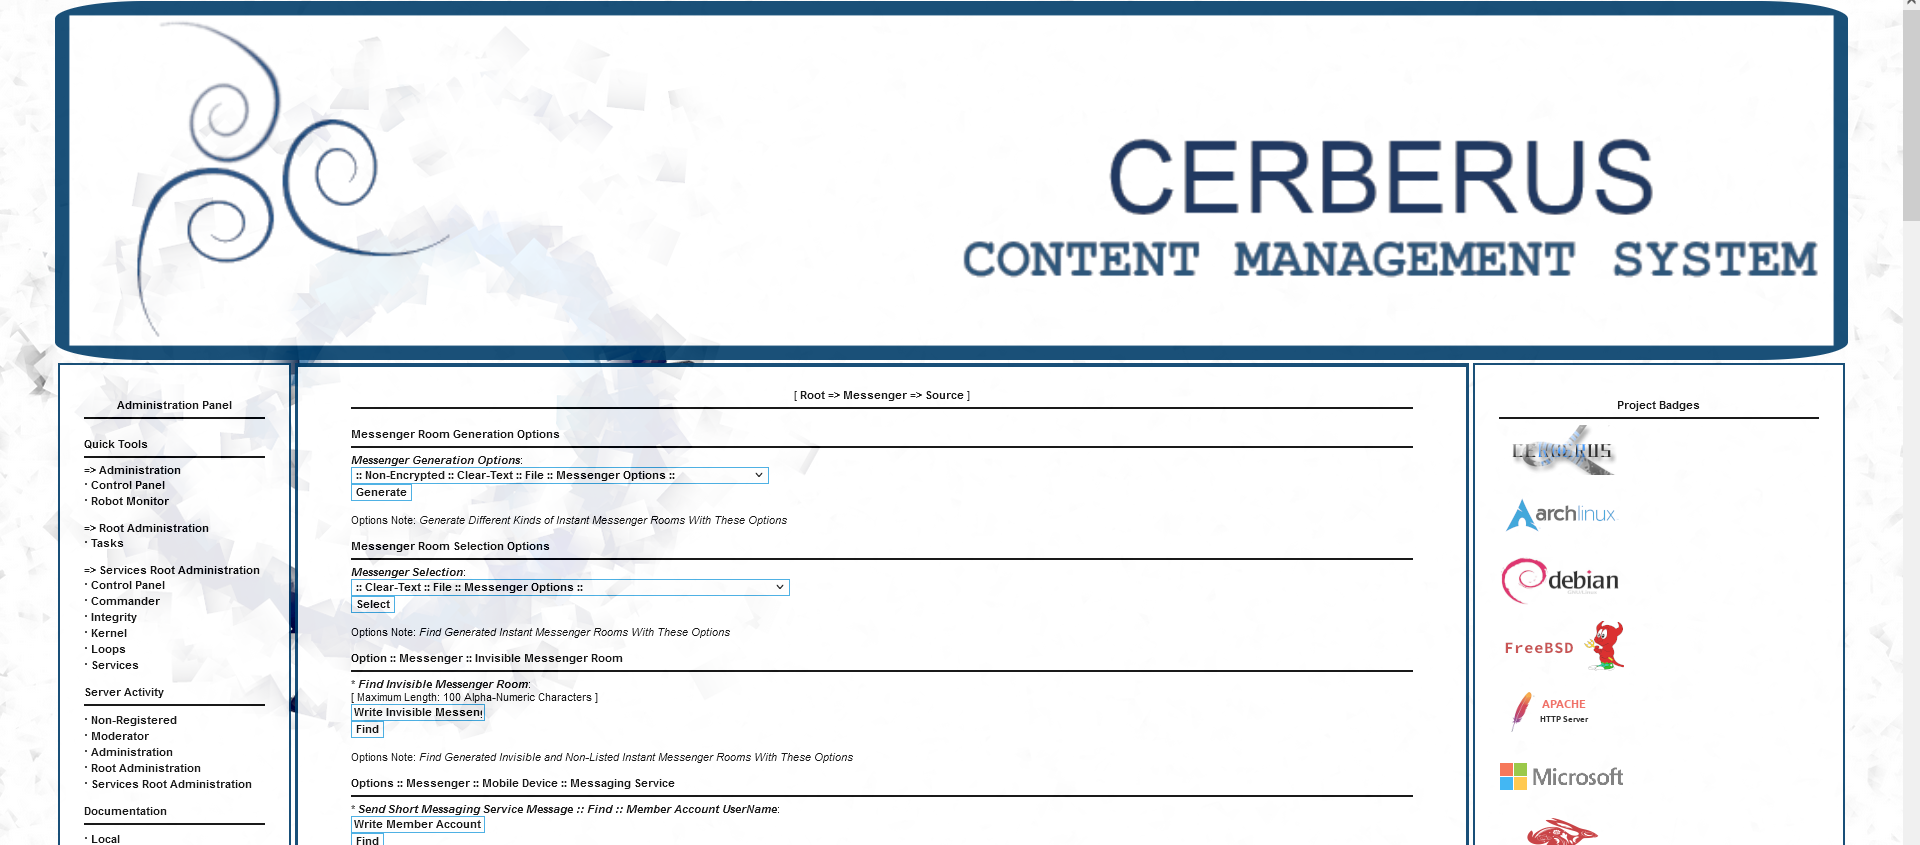 CERBERUS
CONTENT MANAGEMENT SYSTEM
Administration Panel
Quick Tools
=> Administration
· Control Panel
· Robot Monitor
=> Root Administration
· Tasks
=> Services Root Administration
· Control Panel
· Commander
· Integrity
· Kernel
· Loops
· Services
Server Activity
· Non-Registered
· Moderator
· Administration
· Root Administration
· Services Root Administration
Documentation
· Local
[ Root => Messenger => Source ]
Messenger Room Generation Options
Messenger Generation Options:
:: Non-Encrypted :: Clear-Text :: File :: Messenger Options ::
Generate
Options Note: Generate Different Kinds of Instant Messenger Rooms With These Options
Messenger Room Selection Options
Messenger Selection:
:: Clear-Text :: File :: Messenger Options ::
Select
Options Note: Find Generated Instant Messenger Rooms With These Options
Option :: Messenger :: Invisible Messenger Room
* Find Invisible Messenger Room:
[ Maximum Length: 100 Alpha-Numeric Characters ]
Write Invisible Messen
Find
Options Note: Find Generated Invisible and Non-Listed Instant Messenger Rooms With These Options
Options :: Messenger :: Mobile Device :: Messaging Service
* Send Short Messaging Service Message :: Find :: Member Account UserName:
Write Member Account
Find
Project Badges
CERBERUS
archlinux
debian
FreeBSD
APACHE
HTTP Server
Microsoft